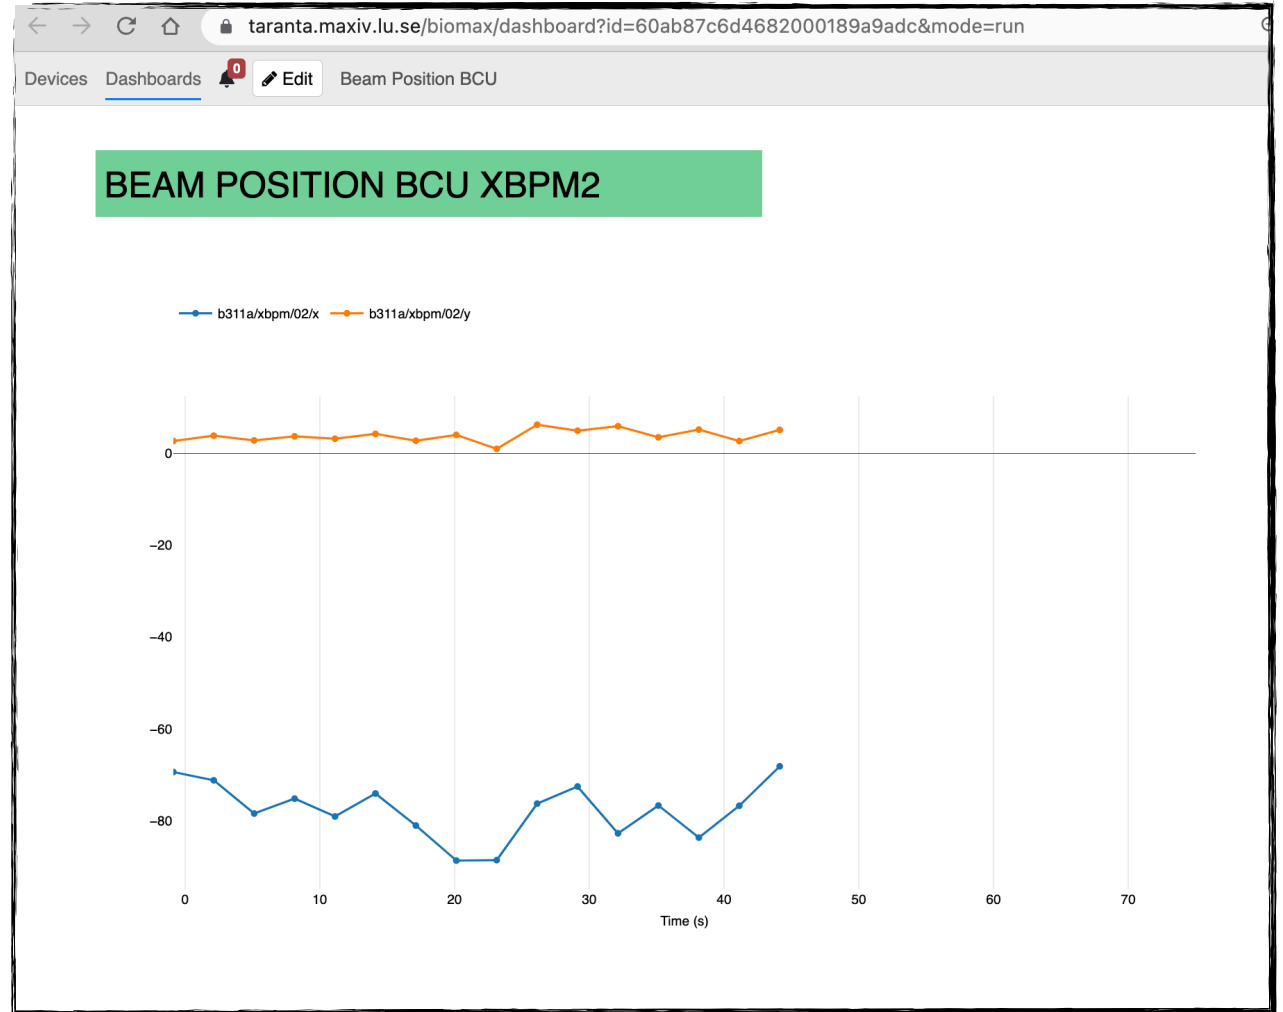 taranta.maxiv.lu.se/biomax/dashboard?id=60ab87c6d4682000189a9adc&mode=run
Devices Dashboards 0 Edit Beam Position BCU
BEAM POSITION BCU XBPM2
b311a/xbpm/02/x b311a/xbpm/02/y
0
−20
−40
−60
−80
0 10 20 30 40 50 60 70
Time (s)